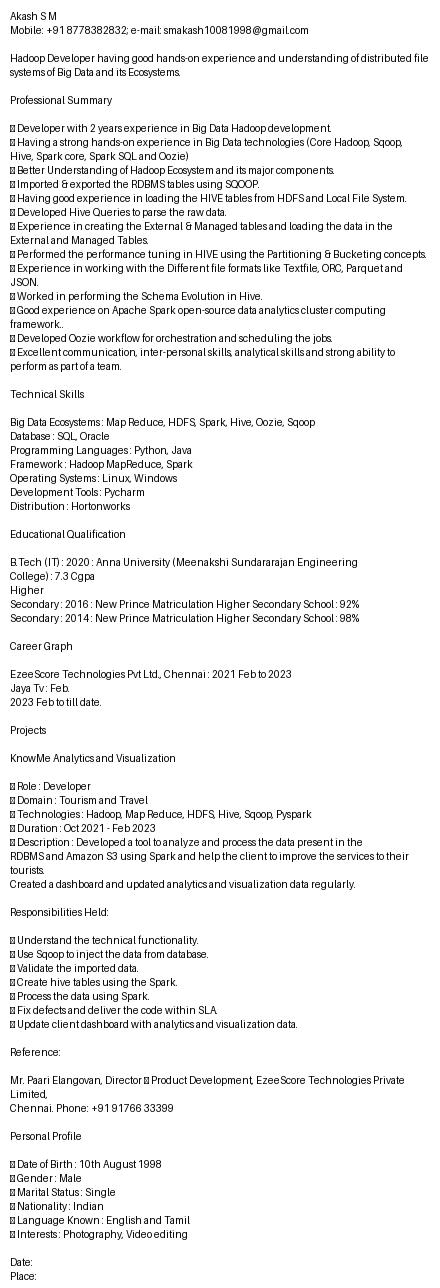 Akash S M
Mobile: +91 8778382832; e-mail: smakash10081998@gmail.com
Hadoop Developer having good hands-on experience and understanding of distributed file
systems of Big Data and its Ecosystems.
Professional Summary
▯ Developer with 2 years experience in Big Data Hadoop development.
▯ Having a strong hands-on experience in Big Data technologies (Core Hadoop, Sqoop,
Hive, Spark core, Spark SQL and Oozie)
▯ Better Understanding of Hadoop Ecosystem and its major components.
▯ Imported & exported the RDBMS tables using SQOOP.
▯ Having good experience in loading the HIVE tables from HDFS and Local File System.
▯ Developed Hive Queries to parse the raw data.
▯ Experience in creating the External & Managed tables and loading the data in the
External and Managed Tables.
▯ Performed the performance tuning in HIVE using the Partitioning & Bucketing concepts.
▯ Experience in working with the Different file formats like Textfile, ORC, Parquet and
JSON.
▯ Worked in performing the Schema Evolution in Hive.
▯ Good experience on Apache Spark open-source data analytics cluster computing
framework..
▯ Developed Oozie workflow for orchestration and scheduling the jobs.
▯ Excellent communication, inter-personal skills, analytical skills and strong ability to
perform as part of a team.
Technical Skills
Big Data Ecosystems : Map Reduce, HDFS, Spark, Hive, Oozie, Sqoop
Database : SQL, Oracle
Programming Languages : Python, Java
Framework : Hadoop MapReduce, Spark
Operating Systems : Linux, Windows
Development Tools : Pycharm
Distribution : Hortonworks
Educational Qualification
B.Tech (IT) : 2020 : Anna University (Meenakshi Sundararajan Engineering
College) : 7.3 Cgpa
Higher
Secondary : 2016 : New Prince Matriculation Higher Secondary School : 92%
Secondary : 2014 : New Prince Matriculation Higher Secondary School : 98%
Career Graph
EzeeScore Technologies Pvt Ltd., Chennai : 2021 Feb to 2023
Jaya Tv : Feb.
2023 Feb to till date.
Projects
KnowMe Analytics and Visualization
▯ Role : Developer
▯ Domain : Tourism and Travel
▯ Technologies : Hadoop, Map Reduce, HDFS, Hive, Sqoop, Pyspark
▯ Duration : Oct 2021 - Feb 2023
▯ Description : Developed a tool to analyze and process the data present in the
RDBMS and Amazon S3 using Spark and help the client to improve the services to their
tourists.
Created a dashboard and updated analytics and visualization data regularly.
Responsibilities Held:
▯ Understand the technical functionality.
▯ Use Sqoop to inject the data from database.
▯ Validate the imported data.
▯ Create hive tables using the Spark.
▯ Process the data using Spark.
▯ Fix defects and deliver the code within SLA.
▯ Update client dashboard with analytics and visualization data.
Reference:
Mr. Paari Elangovan, Director ▯ Product Development, EzeeScore Technologies Private
Limited,
Chennai. Phone: +91 91766 33399
Personal Profile
▯ Date of Birth : 10th August 1998
▯ Gender : Male
▯ Marital Status : Single
▯ Nationality : Indian
▯ Language Known : English and Tamil
▯ Interests : Photography, Video editing
Date:
Place: